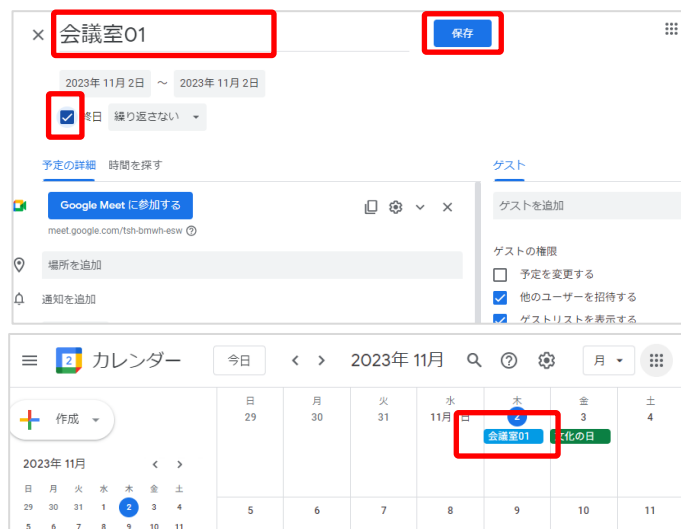 会議室01
保存
2023年 11月 2日 ～ 2023年 11月 2日
終日 繰り返さない
予定の詳細 時間を探す
ゲスト
Google Meet に参加する
ゲストを追加
meet.google.com/tsh-bmwh-esw
場所を追加
ゲストの権限
予定を変更する
通知を追加
他のユーザーを招待する
ゲストリストを表示する
2 カレンダー 今日 2023年 11月 月
日 月 火 水 木 金 土
29 30 31 11月 日 2 3 4
作成
会議室01 文化の日
2023年 11月
日 月 火 水 木 金 土
29 30 31 1 2 3 4
5 6 7 8 9 10 11
5 6 7 8 9 10 11